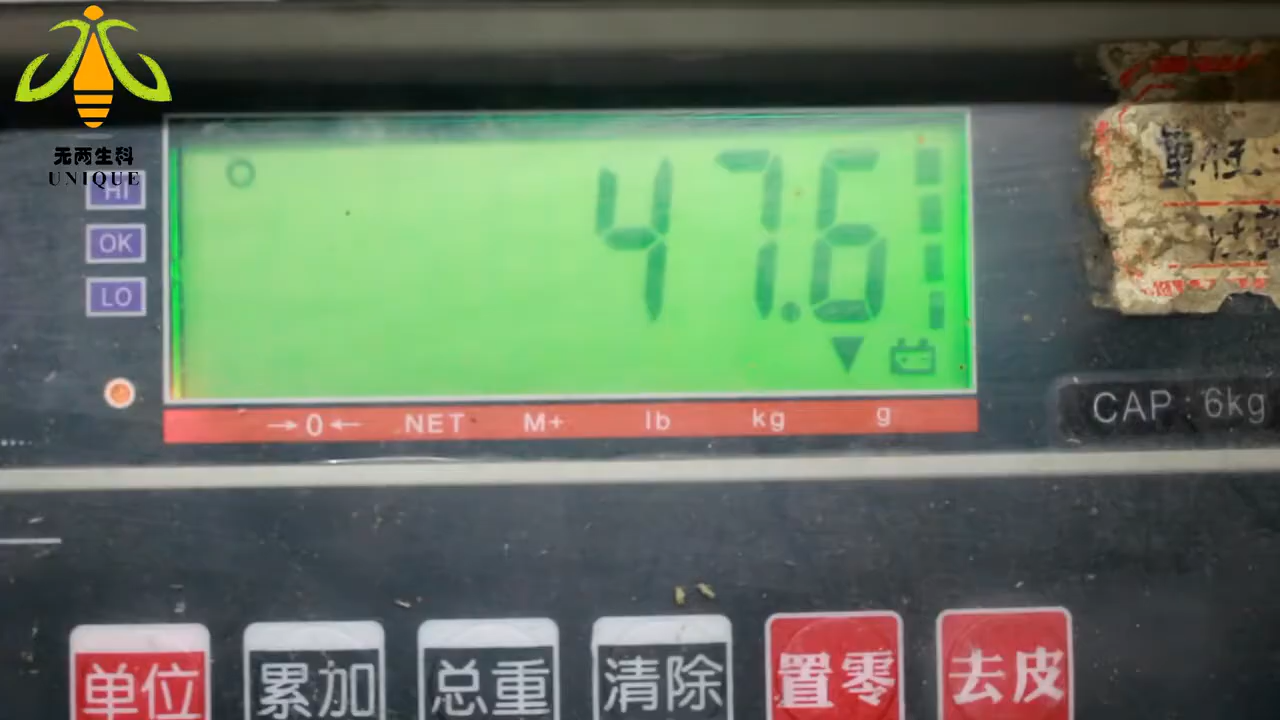 无两生科
UNIQUE
HI
OK
LO
47.6
→0← NET M+ lb kg g
CAP : 6kg
单位 累加 总重 清除 置零 去皮